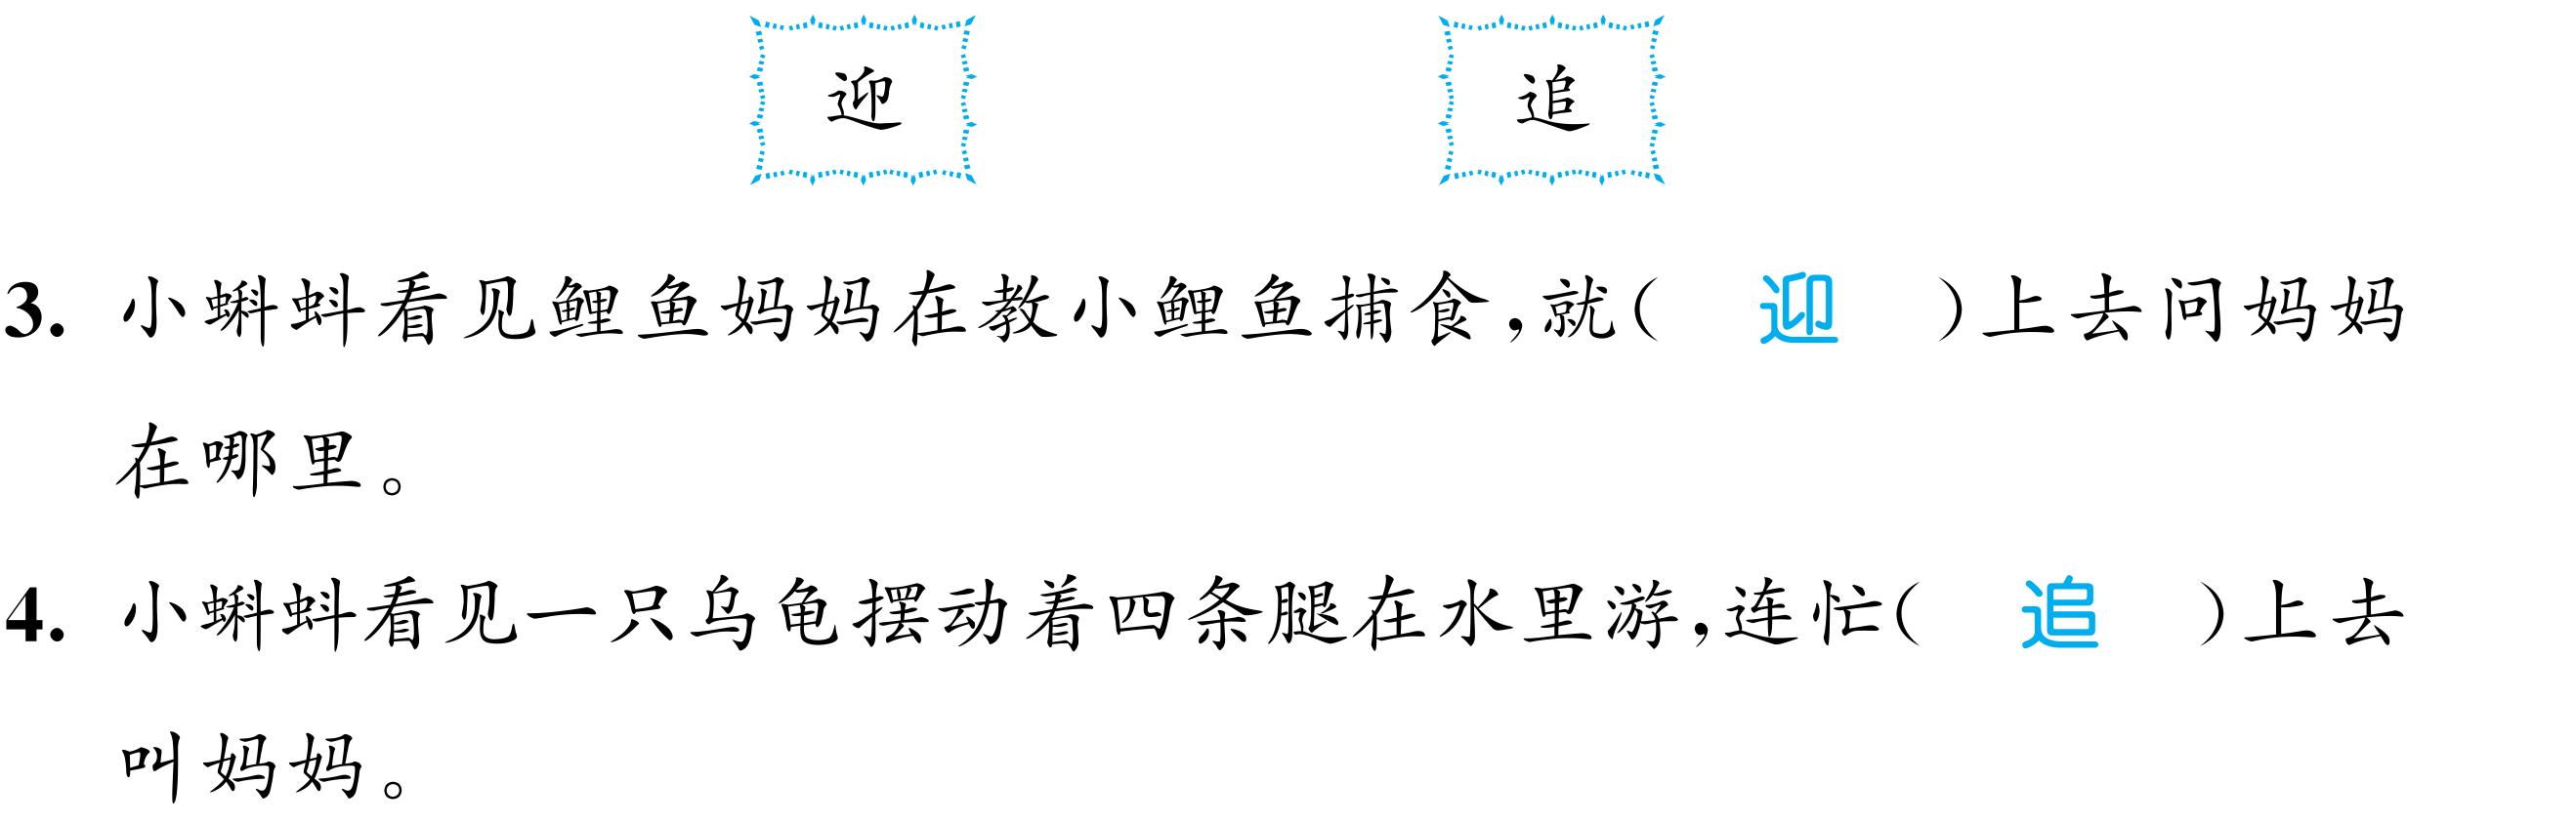 迎 追
3. 小蝌蚪看见鲤鱼妈妈在教小鲤鱼捕食,就( 迎 )上去问妈妈
在哪里。
4. 小蝌蚪看见一只乌龟摆动着四条腿在水里游,连忙( 追 )上去
叫妈妈。